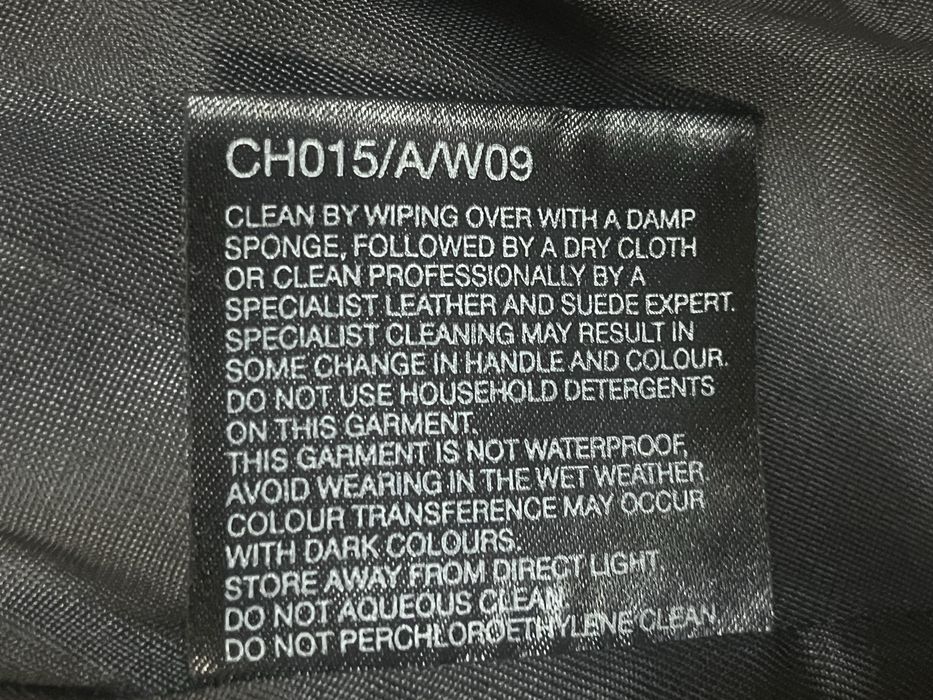 CH015/A/W09
CLEAN BY WIPING OVER WITH A DAMP
SPONGE, FOLLOWED BY A DRY CLOTH
OR CLEAN PROFESSIONALLY BY A
SPECIALIST LEATHER AND SUEDE EXPERT.
SPECIALIST CLEANING MAY RESULT IN
SOME CHANGE IN HANDLE AND COLOUR.
DO NOT USE HOUSEHOLD DETERGENTS
ON THIS GARMENT.
THIS GARMENT IS NOT WATERPROOF,
AVOID WEARING IN THE WET WEATHER.
COLOUR TRANSFERENCE MAY OCCUR
WITH DARK COLOURS.
STORE AWAY FROM DIRECT LIGHT
DO NOT AQUEOUS CLEAN.
DO NOT PERCHLOROETHYLENE CLEAN